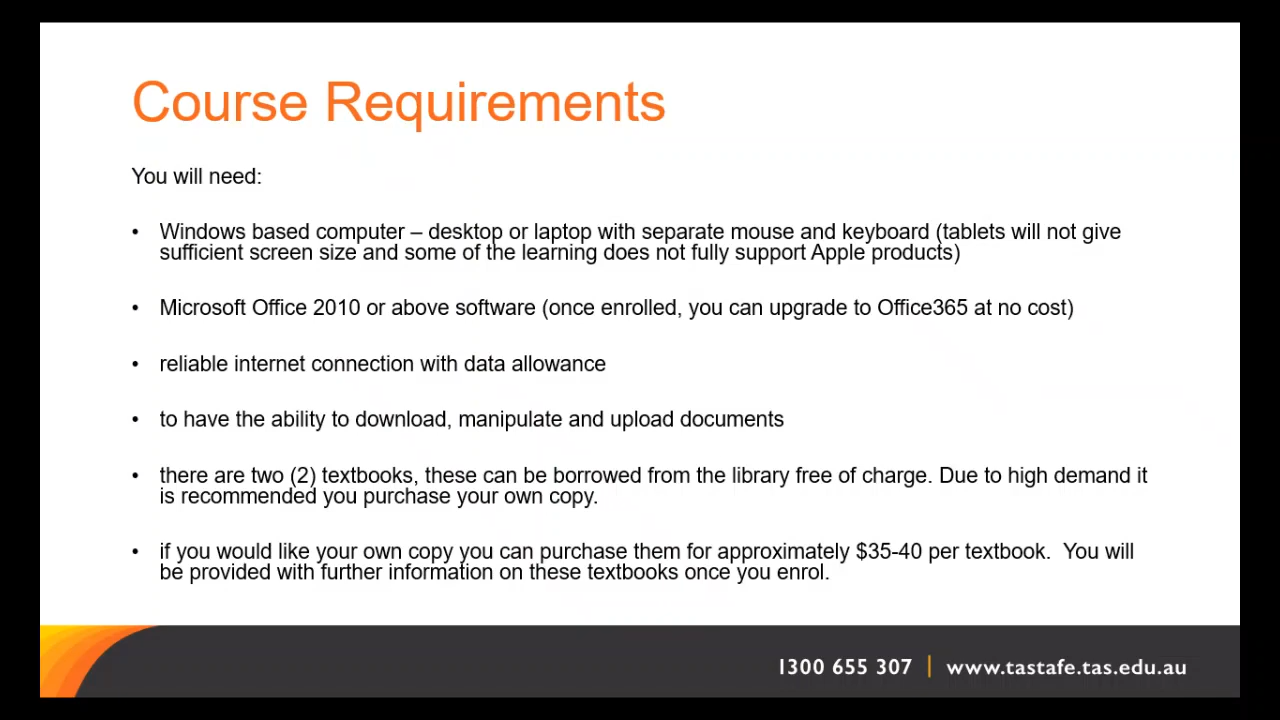 Course Requirements
You will need:
• Windows based computer – desktop or laptop with separate mouse and keyboard (tablets will not give
sufficient screen size and some of the learning does not fully support Apple products)
• Microsoft Office 2010 or above software (once enrolled, you can upgrade to Office365 at no cost)
• reliable internet connection with data allowance
• to have the ability to download, manipulate and upload documents
• there are two (2) textbooks, these can be borrowed from the library free of charge. Due to high demand it
is recommended you purchase your own copy.
• if you would like your own copy you can purchase them for approximately $35-40 per textbook.  You will
be provided with further information on these textbooks once you enrol.
1300 655 307 | www.tastafe.tas.edu.au